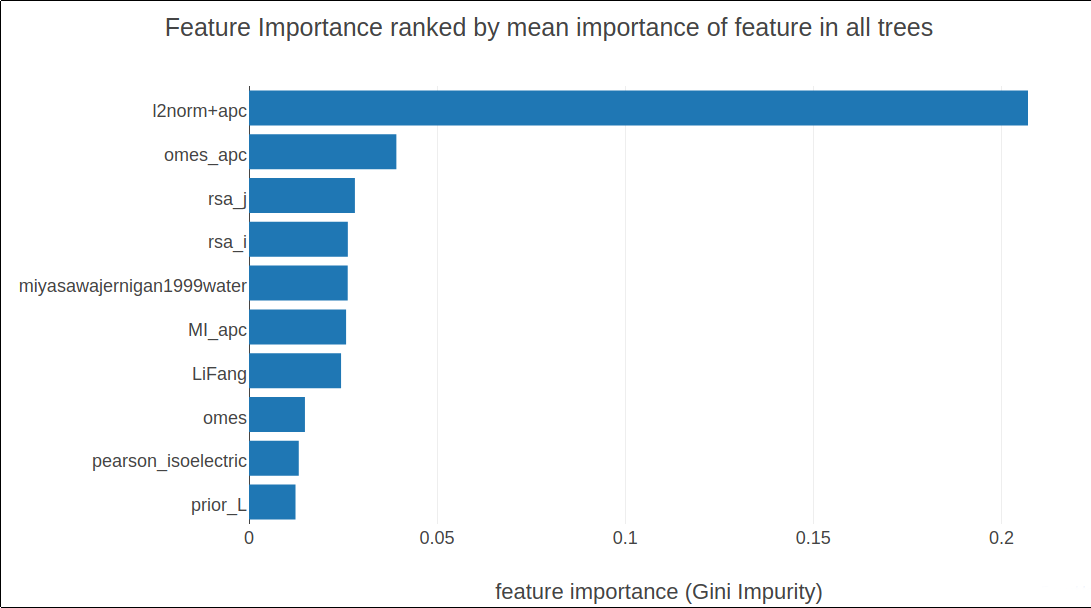 Feature Importance ranked by mean importance of feature in all trees
l2norm+apc
omes_apc
rsa_j
rsa_i
miyasawajernigan1999water
MI_apc
LiFang
omes
pearson_isoelectric
prior_L
0 0.05 0.1 0.15 0.2
feature importance (Gini Impurity)